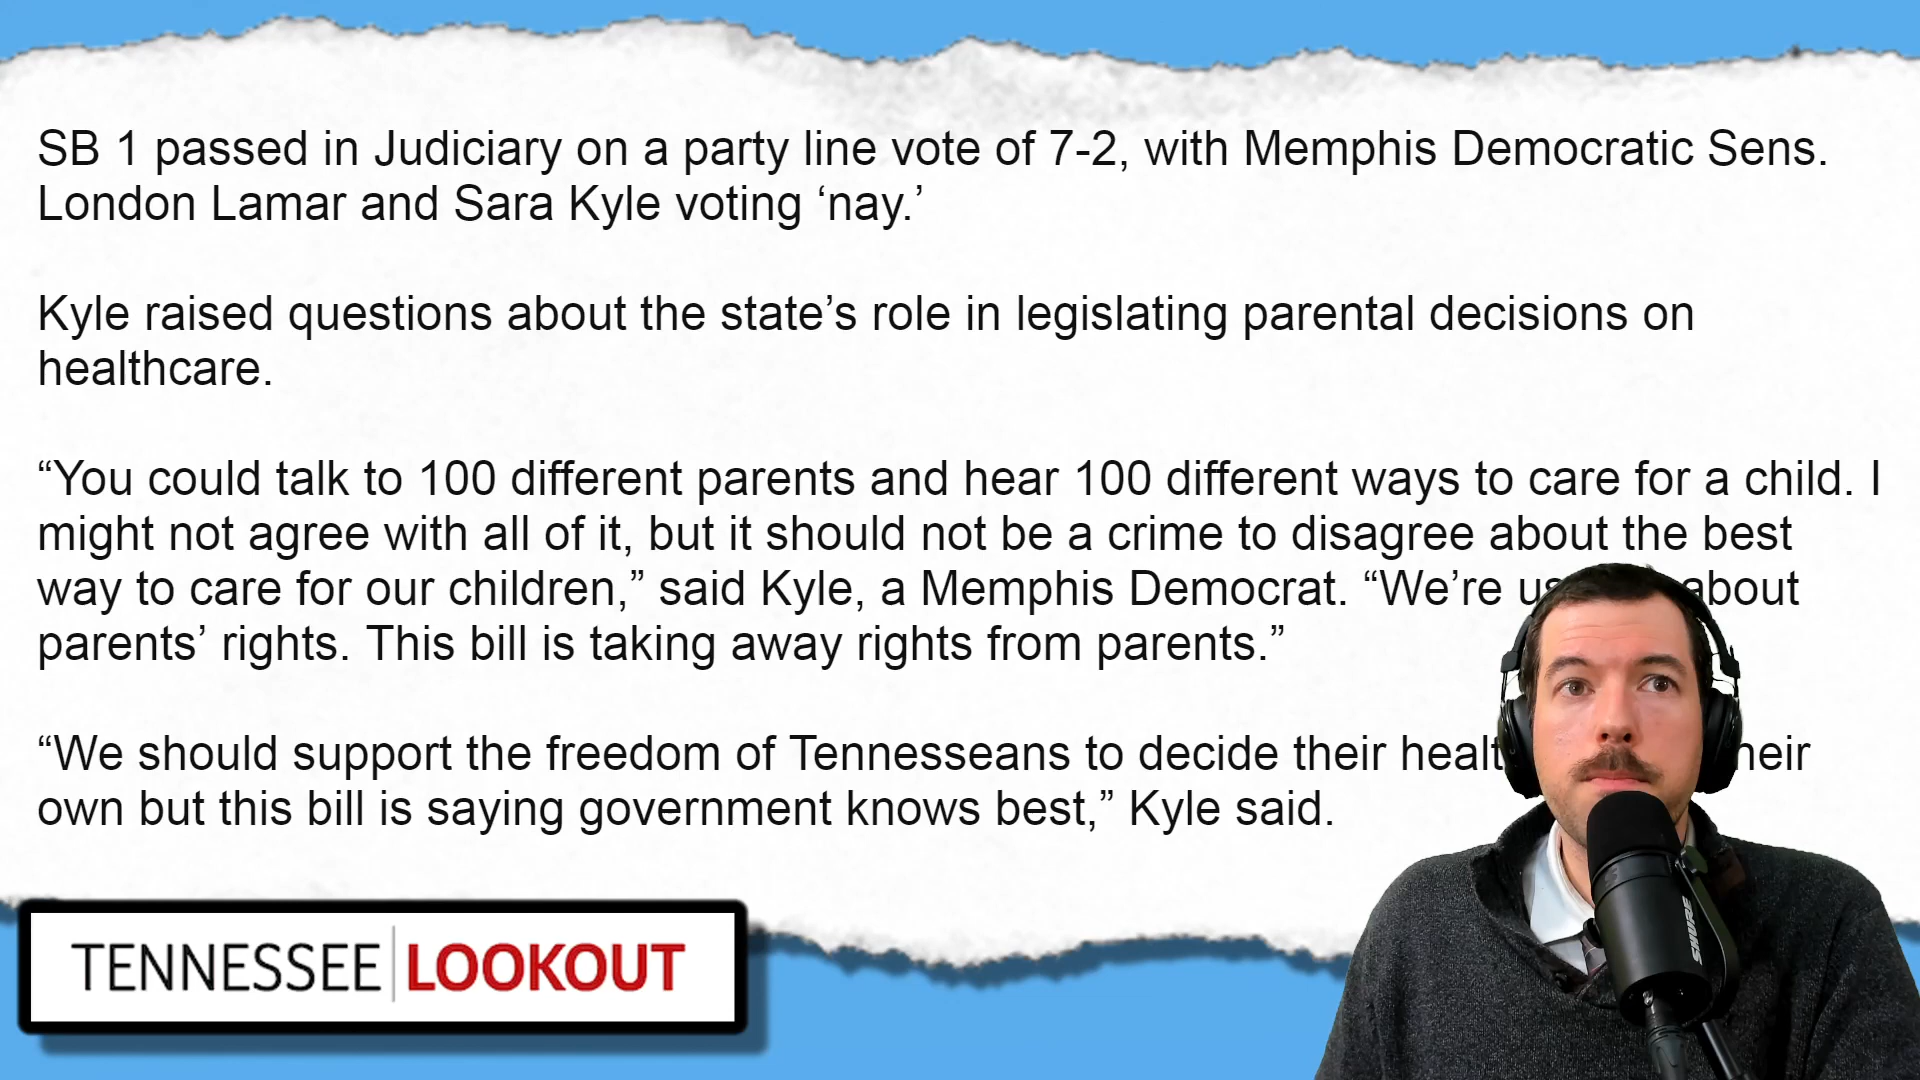 SB 1 passed in Judiciary on a party line vote of 7-2, with Memphis Democratic Sens.
London Lamar and Sara Kyle voting ‘nay.’
Kyle raised questions about the state’s role in legislating parental decisions on
healthcare.
“You could talk to 100 different parents and hear 100 different ways to care for a child. I
might not agree with all of it, but it should not be a crime to disagree about the best
way to care for our children,” said Kyle, a Memphis Democrat. “We’re about
parents’ rights. This bill is taking away rights from parents.”
“We should support the freedom of Tennesseans to decide their
own but this bill is saying government knows best,” Kyle said.
TENNESSEE LOOKOUT
SHURE